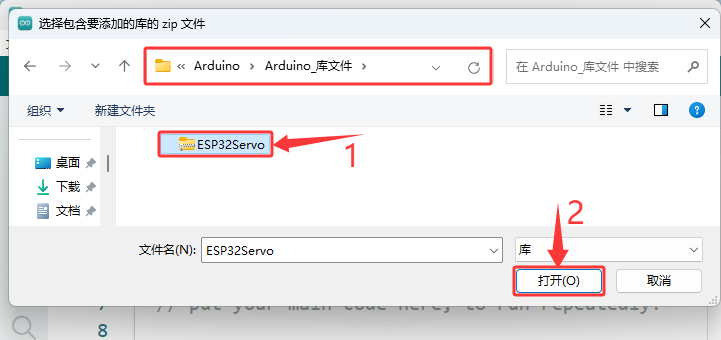 选择包含要添加的库的 zip 文件
« Arduino > Arduino_库文件 >
在 Arduino_库文件 中搜索
组织
新建文件夹
桌面
下载
文档
ESP32Servo
1
2
文件名(N):
ESP32Servo
库
打开(O)
取消
7
// put your main code here, to run repeatedly:
8